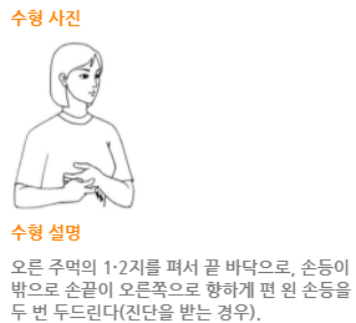 수형 사진
수형 설명
오른 주먹의 1·2지를 펴서 끝 바닥으로, 손등이
밖으로 손끝이 오른쪽으로 향하게 편 왼 손등을
두 번 두드린다(진단을 받는 경우).